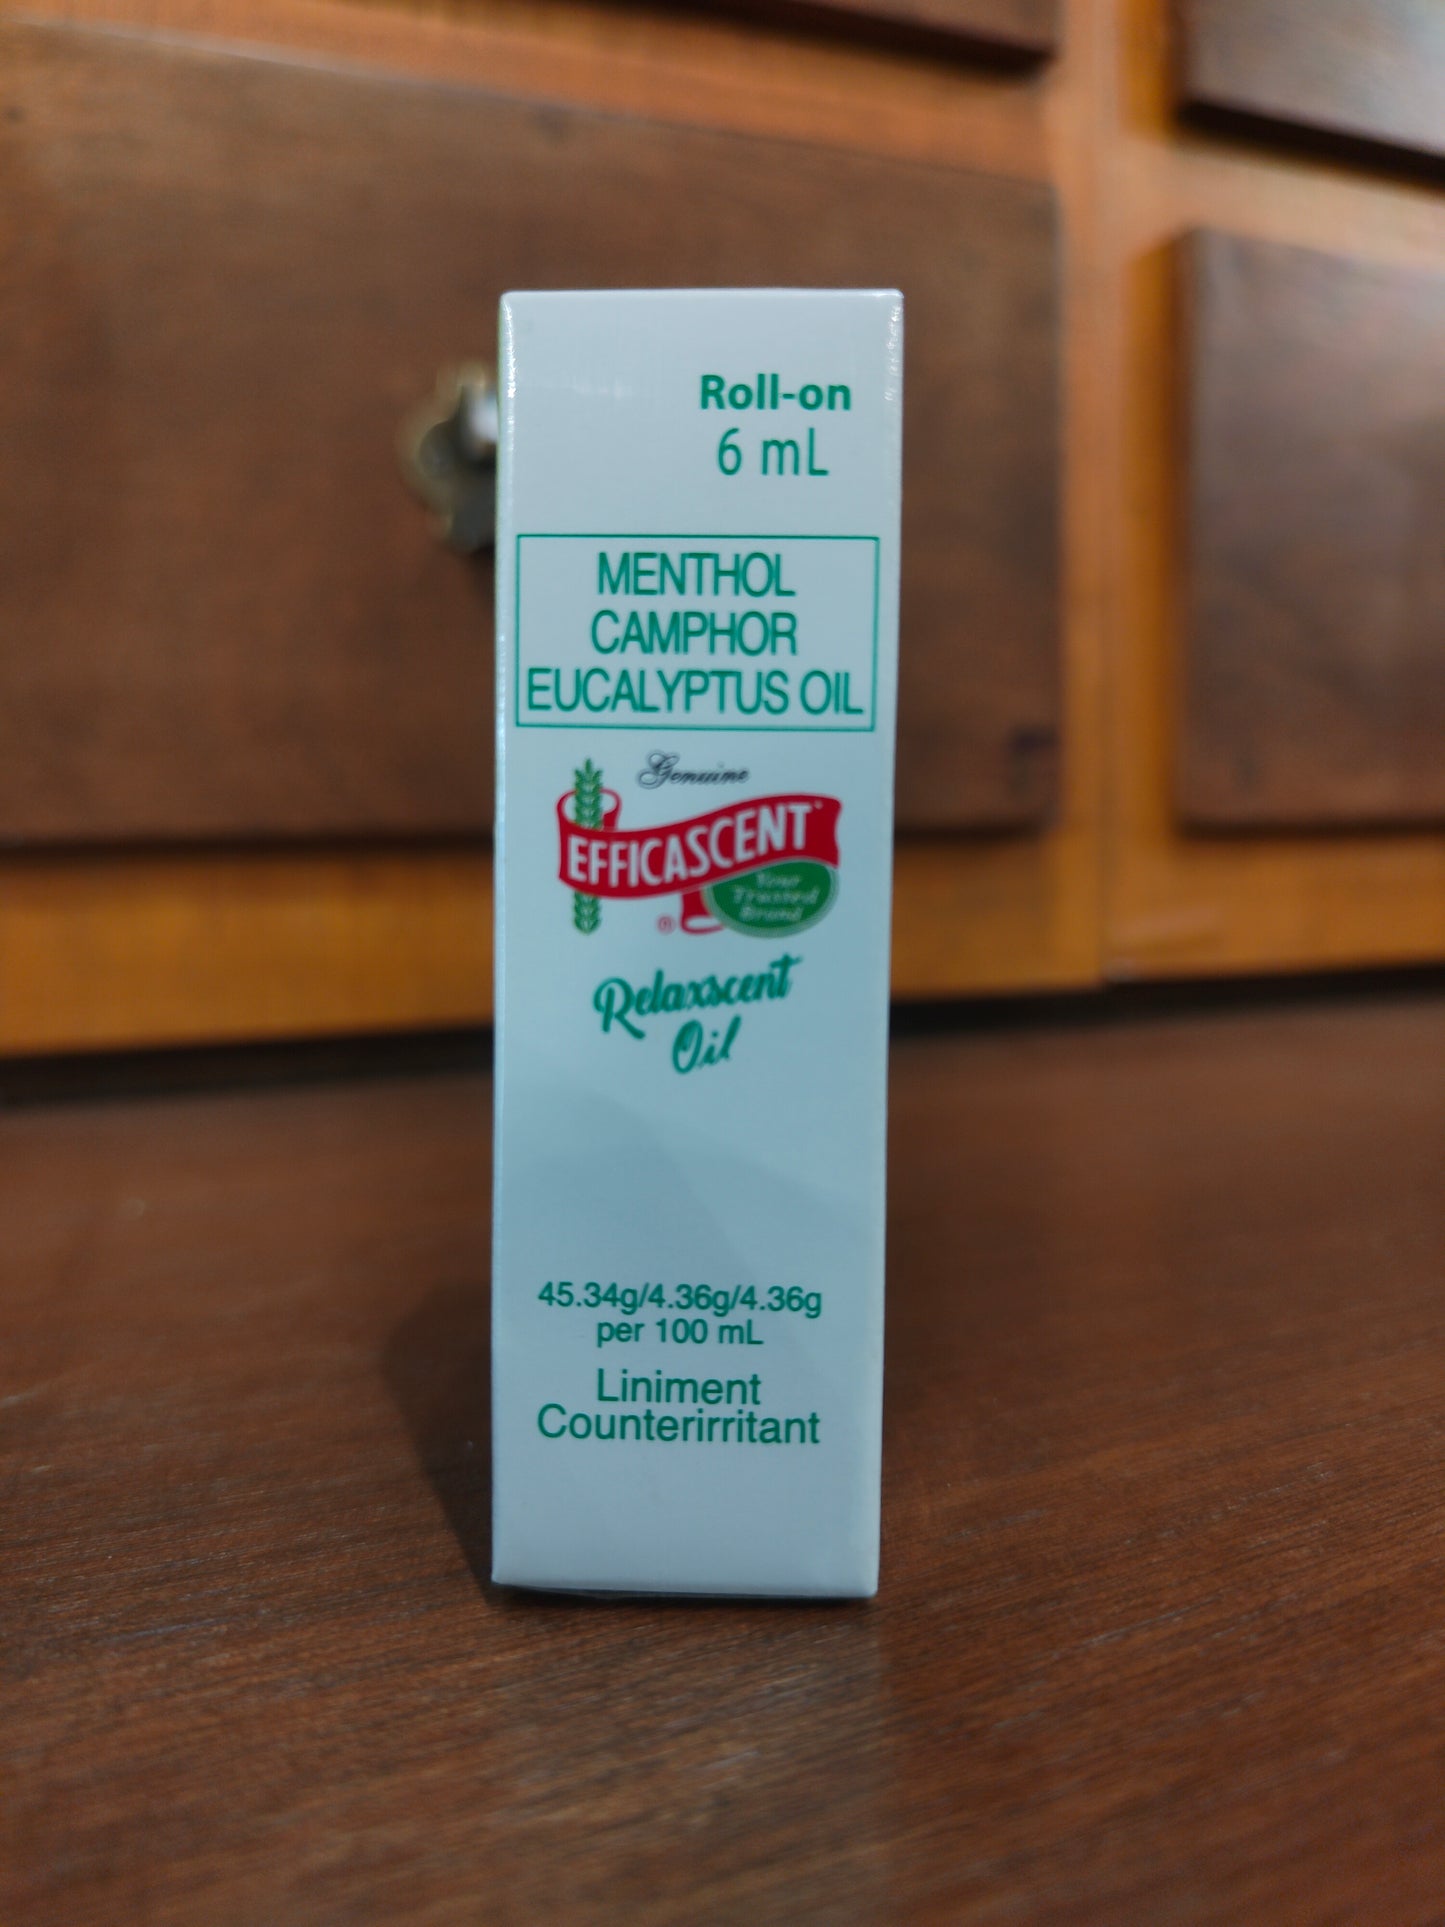 Roll-on
6 mL
MENTHOL
CAMPHOR
EUCALYPTUS OIL
Genuine
EFFICASCENT
Your
Trusted
Brand
®
Relaxscent
Oil
45.34g/4.36g/4.36g
per 100 mL
Liniment
Counterirritant